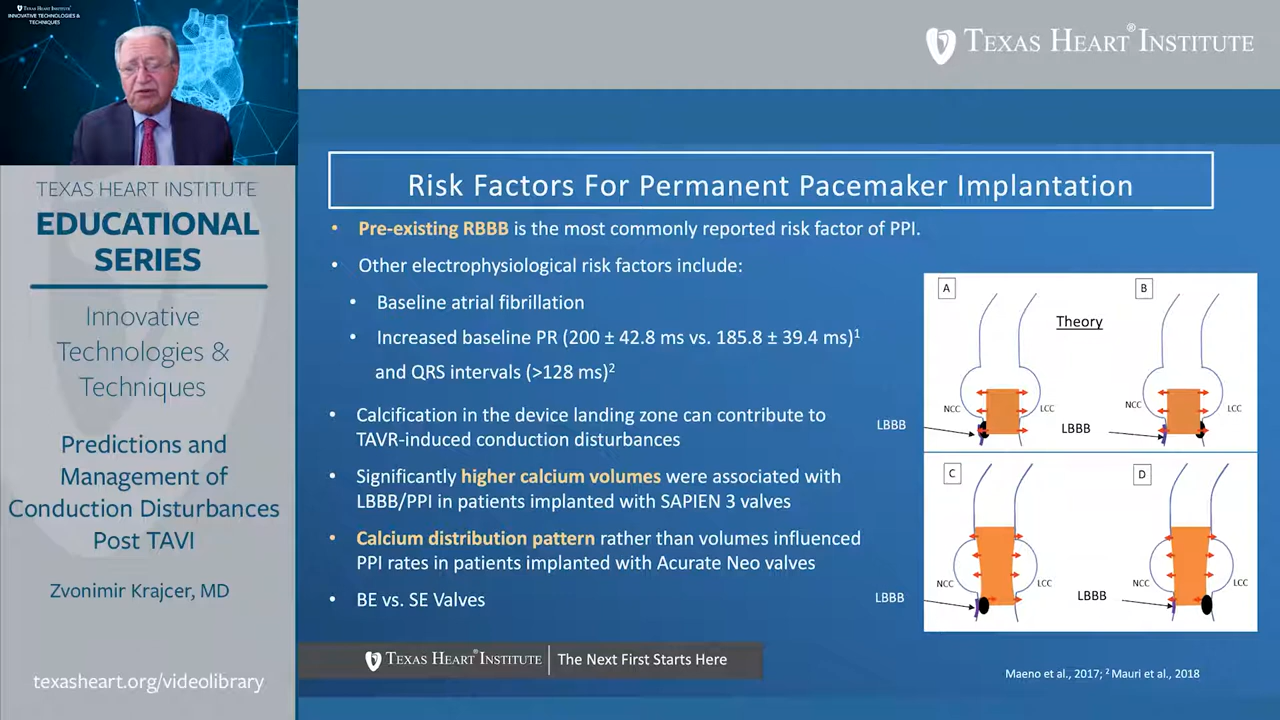 TEXAS HEART INSTITUTE
INNOVATIVE TECHNOLOGIES &
TECHNIQUES
TEXAS HEART® INSTITUTE
TEXAS HEART INSTITUTE
EDUCATIONAL
SERIES
Innovative
Technologies &
Techniques
Predictions and
Management of
Conduction Disturbances
Post TAVI
Zvonimir Krajcer, MD
texasheart.org/videolibrary
Risk Factors For Permanent Pacemaker Implantation
• Pre-existing RBBB is the most commonly reported risk factor of PPI.
• Other electrophysiological risk factors include:
• Baseline atrial fibrillation
• Increased baseline PR (200 ± 42.8 ms vs. 185.8 ± 39.4 ms)¹
and QRS intervals (>128 ms)²
• Calcification in the device landing zone can contribute to
TAVR-induced conduction disturbances
• Significantly higher calcium volumes were associated with
LBBB/PPI in patients implanted with SAPIEN 3 valves
• Calcium distribution pattern rather than volumes influenced
PPI rates in patients implanted with Acurate Neo valves
• BE vs. SE Valves
A
B
Theory
NCC
LCC
NCC
LCC
LBBB
LBBB
C
D
NCC
LCC
NCC
LCC
LBBB
LBBB
TEXAS HEART® INSTITUTE
The Next First Starts Here
Maeno et al., 2017; ² Mauri et al., 2018